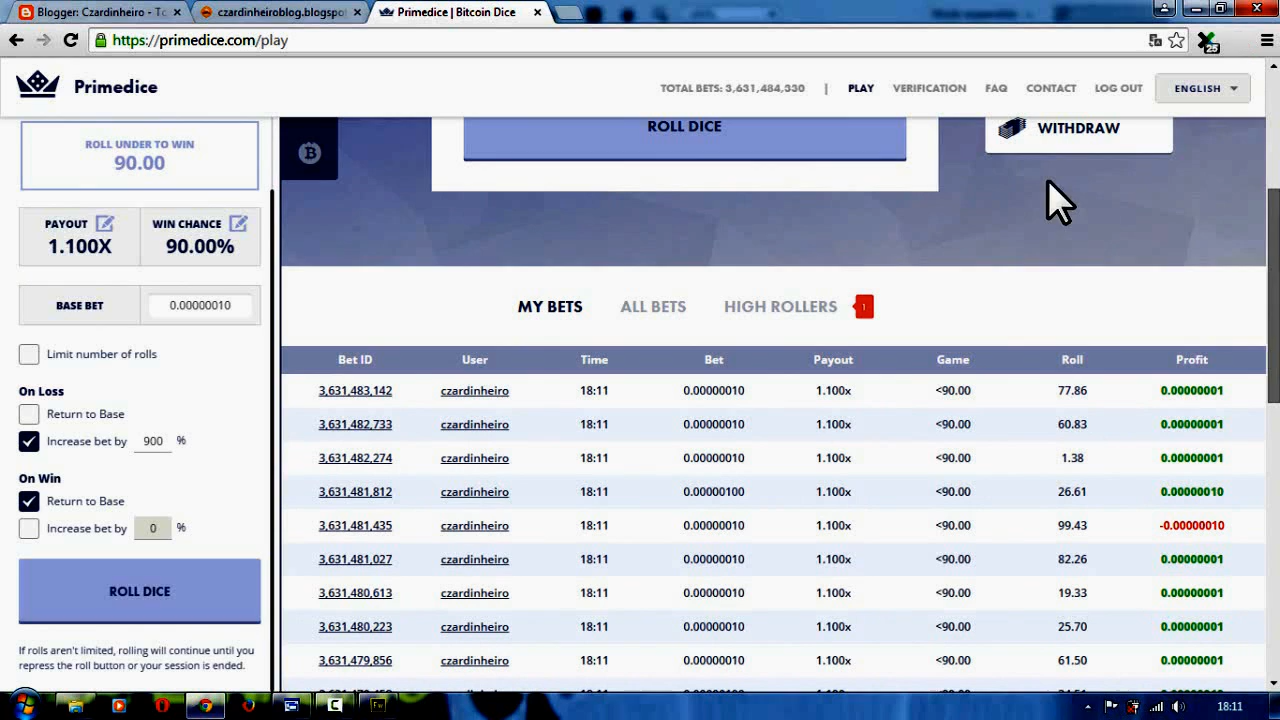 Blogger: Czardinheiro - To
czardinheiroblog.blogspot
Primedice | Bitcoin Dice
https://primedice.com/play
25
Primedice
TOTAL BETS: 3,631,484,330 | PLAY VERIFICATION FAQ CONTACT LOG OUT ENGLISH
ROLL UNDER TO WIN
90.00
PAYOUT WIN CHANCE
1.100X 90.00%
BASE BET 0.00000010
Limit number of rolls
On Loss
Return to Base
Increase bet by 900 %
On Win
Return to Base
Increase bet by 0 %
ROLL DICE
If rolls aren't limited, rolling will continue until you
repress the roll button or your session is ended.
ROLL DICE
WITHDRAW
MY BETS ALL BETS HIGH ROLLERS 1
Bet ID User Time Bet Payout Game Roll Profit
3,631,483,142 czardinheiro 18:11 0.00000010 1.100x <90.00 77.86 0.00000001
3,631,482,733 czardinheiro 18:11 0.00000010 1.100x <90.00 60.83 0.00000001
3,631,482,274 czardinheiro 18:11 0.00000010 1.100x <90.00 1.38 0.00000001
3,631,481,812 czardinheiro 18:11 0.00000100 1.100x <90.00 26.61 0.00000010
3,631,481,435 czardinheiro 18:11 0.00000010 1.100x <90.00 99.43 -0.00000010
3,631,481,027 czardinheiro 18:11 0.00000010 1.100x <90.00 82.26 0.00000001
3,631,480,613 czardinheiro 18:11 0.00000010 1.100x <90.00 19.33 0.00000001
3,631,480,223 czardinheiro 18:11 0.00000010 1.100x <90.00 25.70 0.00000001
3,631,479,856 czardinheiro 18:11 0.00000010 1.100x <90.00 61.50 0.00000001
18:11